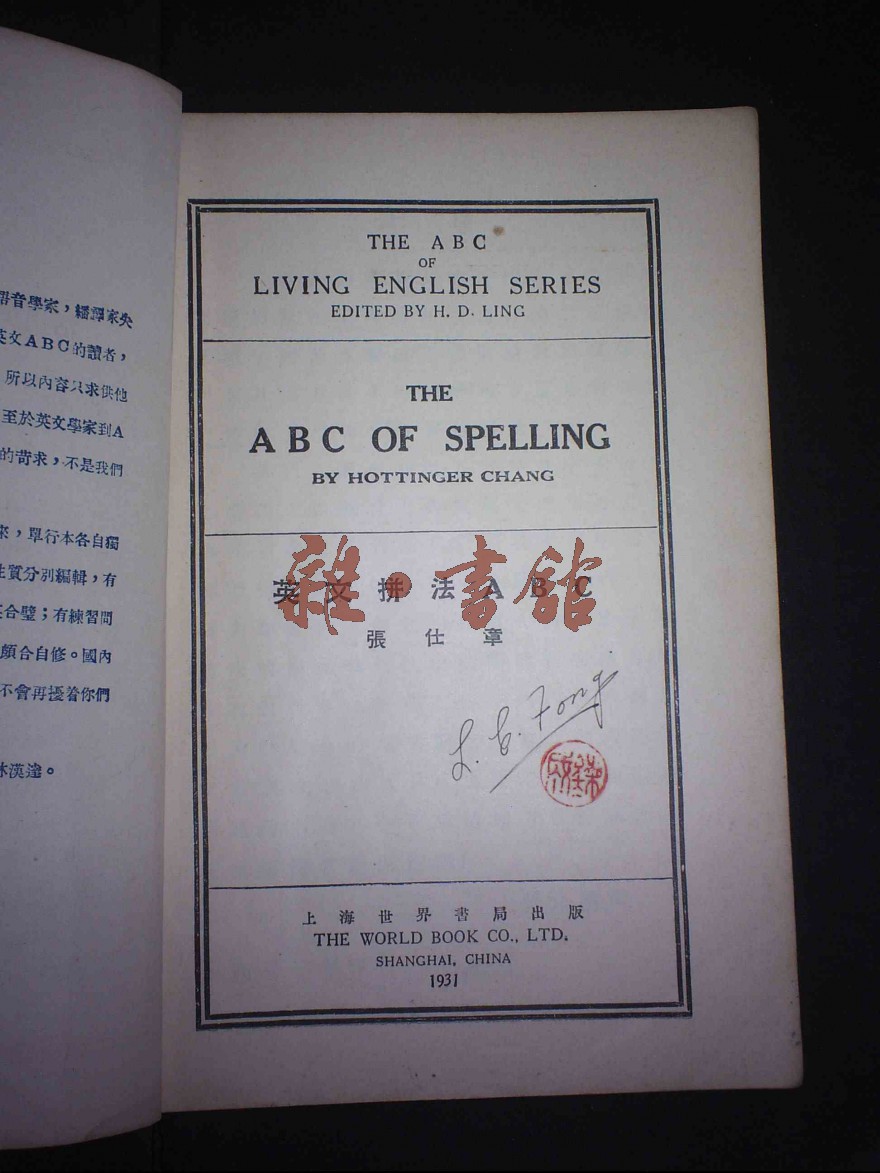 語音學家，繙譯家央
英文ABC的讀者，
所以內容只求供他
至於英文學家到A
的苛求，不是我們
來，單行本各自獨
性質分別編輯，有
英合璧；有練習問
頗合自修。國內
不會再擾着你們
林漢達。
THE ABC
OF
LIVING ENGLISH SERIES
EDITED BY H. D. LING
THE
ABC OF SPELLING
BY HOTTINGER CHANG
雜·書館
英文拼法ABC
張仕章
L. E. Fong
上海世界書局出版
THE WORLD BOOK CO., LTD.
SHANGHAI, CHINA
1931